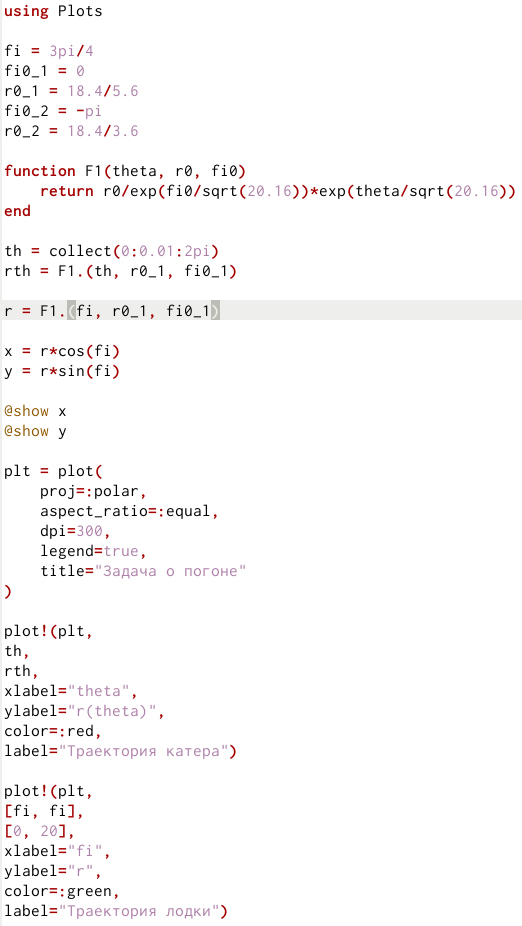 using Plots
fi = 3pi/4
fi0_1 = 0
r0_1 = 18.4/5.6
fi0_2 = -pi
r0_2 = 18.4/3.6
function F1(theta, r0, fi0)
    return r0/exp(fi0/sqrt(20.16))*exp(theta/sqrt(20.16))
end
th = collect(0:0.01:2pi)
rth = F1.(th, r0_1, fi0_1)
r = F1.(fi, r0_1, fi0_1)
x = r*cos(fi)
y = r*sin(fi)
@show x
@show y
plt = plot(
    proj=:polar,
    aspect_ratio=:equal,
    dpi=300,
    legend=true,
    title="Задача о погоне"
)
plot!(plt,
th,
rth,
xlabel="theta",
ylabel="r(theta)",
color=:red,
label="Траектория катера")
plot!(plt,
[fi, fi],
[0, 20],
xlabel="fi",
ylabel="r",
color=:green,
label="Траектория лодки")